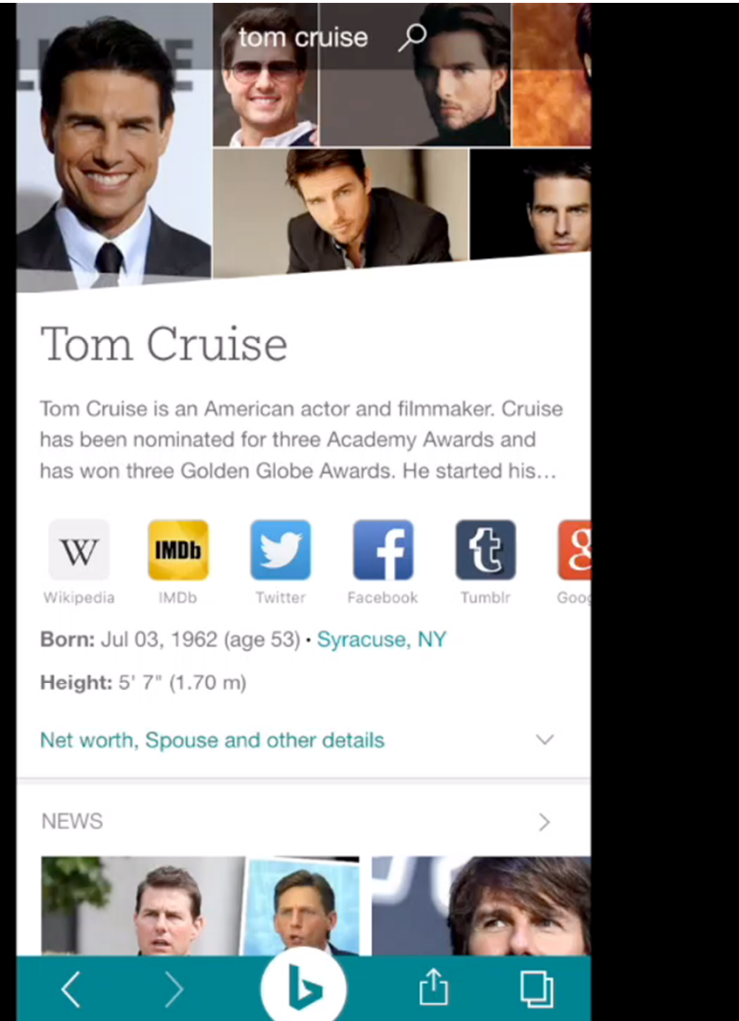 tom cruise
Tom Cruise
Tom Cruise is an American actor and filmmaker. Cruise
has been nominated for three Academy Awards and
has won three Golden Globe Awards. He started his...
W
IMDb
f
t
g
Wikipedia
IMDb
Twitter
Facebook
Tumblr
Goog
Born: Jul 03, 1962 (age 53) • Syracuse, NY
Height: 5' 7" (1.70 m)
Net worth, Spouse and other details
NEWS
b